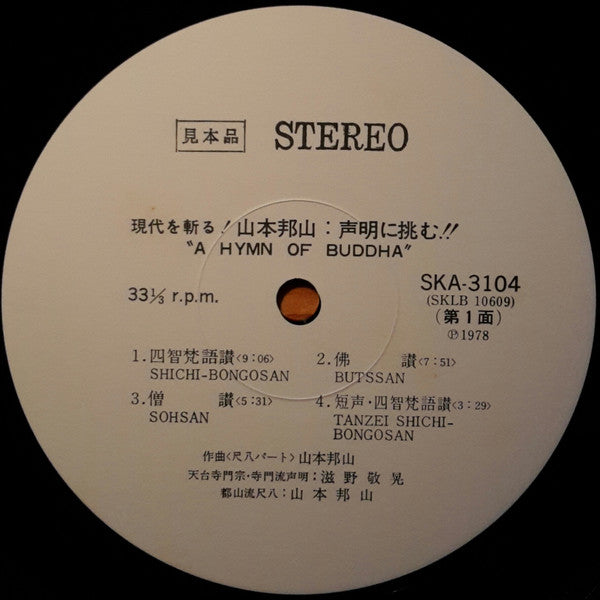 見本品 STEREO
現代を斬る！山本邦山：声明に挑む!!
"A HYMN OF BUDDHA"
33⅓ r.p.m.
SKA-3104
(SKLB 10609)
(第1面)
Ⓟ1978
1.四智梵語讃〈9:06〉
SHICHI-BONGOSAN
2.佛讃〈7:51〉
BUTSSAN
3.僧讃〈5:31〉
SOHSAN
4.短声・四智梵語讃〈3:29〉
TANZEI SHICHI-
BONGOSAN
作曲〈尺八パート〉山本邦山
天台寺門宗・寺門流声明：滋野敬晃
都山流尺八：山本邦山